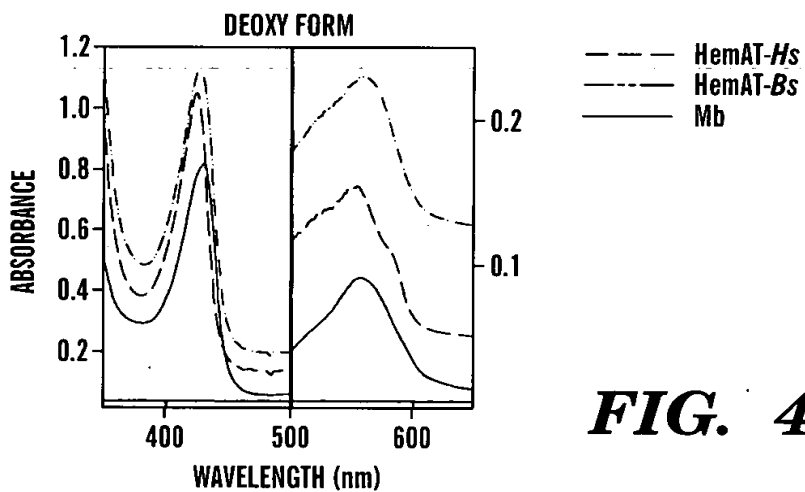 DEOXY FORM
1.2
1.0
0.8
0.6
0.4
0.2
ABSORBANCE
0.2
0.1
400
500
600
WAVELENGTH (nm)
HemAT-Hs
HemAT-Bs
Mb
FIG. 4